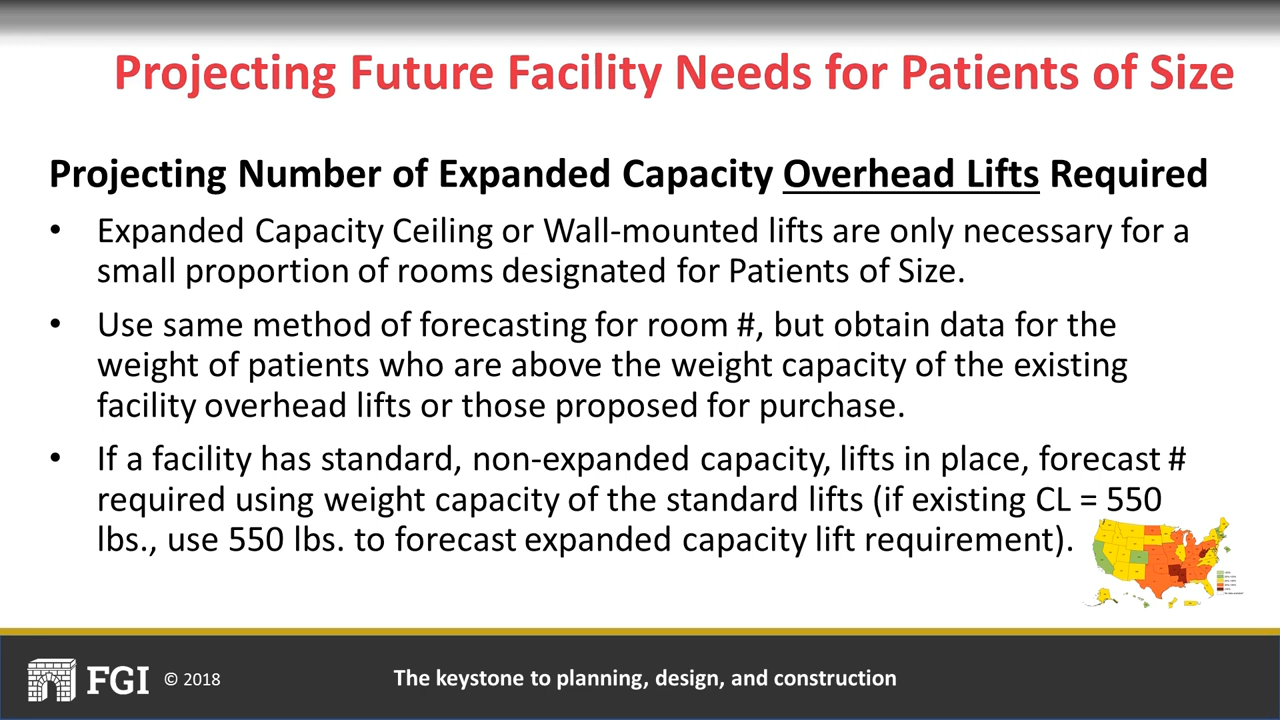 Projecting Future Facility Needs for Patients of Size
Projecting Number of Expanded Capacity Overhead Lifts Required
• Expanded Capacity Ceiling or Wall-mounted lifts are only necessary for a
small proportion of rooms designated for Patients of Size.
• Use same method of forecasting for room #, but obtain data for the
weight of patients who are above the weight capacity of the existing
facility overhead lifts or those proposed for purchase.
• If a facility has standard, non-expanded capacity, lifts in place, forecast #
required using weight capacity of the standard lifts (if existing CL = 550
lbs., use 550 lbs. to forecast expanded capacity lift requirement).
FGI © 2018 The keystone to planning, design, and construction